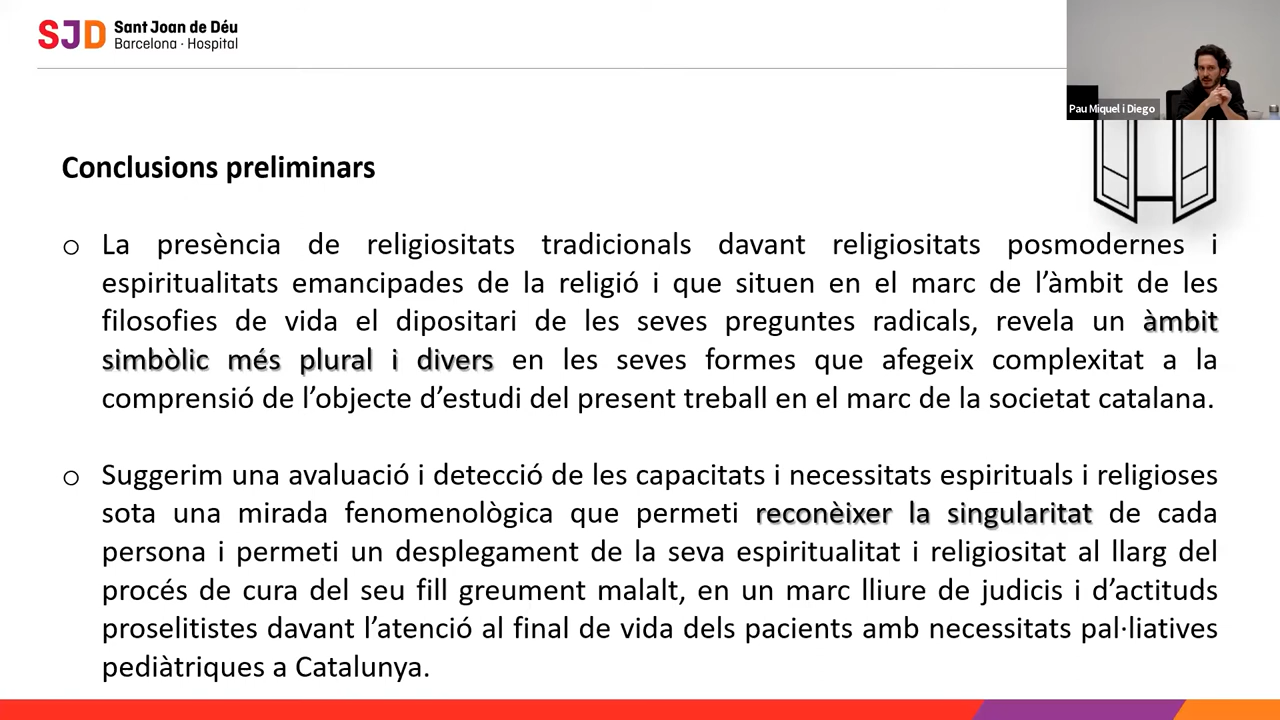 SJD Sant Joan de Déu
Barcelona · Hospital
Pau Miquel i Diego
Conclusions preliminars
o La presència de religiositats tradicionals davant religiositats posmodernes i
espiritualitats emancipades de la religió i que situen en el marc de l’àmbit de les
filosofies de vida el dipositari de les seves preguntes radicals, revela un àmbit
simbòlic més plural i divers en les seves formes que afegeix complexitat a la
comprensió de l’objecte d’estudi del present treball en el marc de la societat catalana.
o Suggerim una avaluació i detecció de les capacitats i necessitats espirituals i religioses
sota una mirada fenomenològica que permeti reconèixer la singularitat de cada
persona i permeti un desplegament de la seva espiritualitat i religiositat al llarg del
procés de cura del seu fill greument malalt, en un marc lliure de judicis i d’actituds
proselitistes davant l’atenció al final de vida dels pacients amb necessitats pal·liatives
pediàtriques a Catalunya.